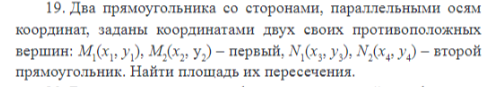 19. Два прямоугольника со сторонами, параллельными осям
координат, заданы координатами двух своих противоположных
вершин: M₁(x₁, y₁), M₂(x₂, y₂) – первый, N₁(x₃, y₃), N₂(x₄, y₄) – второй
прямоугольник. Найти площадь их пересечения.